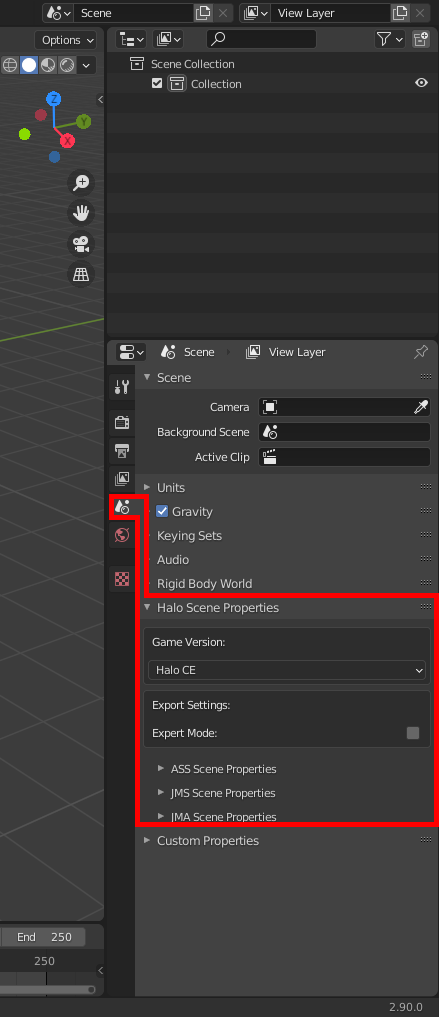 Scene
View Layer
Options
Scene Collection
Collection
Z
Y
X
Scene
View Layer
Scene
Camera
Background Scene
Active Clip
Units
Gravity
Keying Sets
Audio
Rigid Body World
Halo Scene Properties
Game Version:
Halo CE
Export Settings:
Expert Mode:
ASS Scene Properties
JMS Scene Properties
JMA Scene Properties
Custom Properties
End 250
250
2.90.0